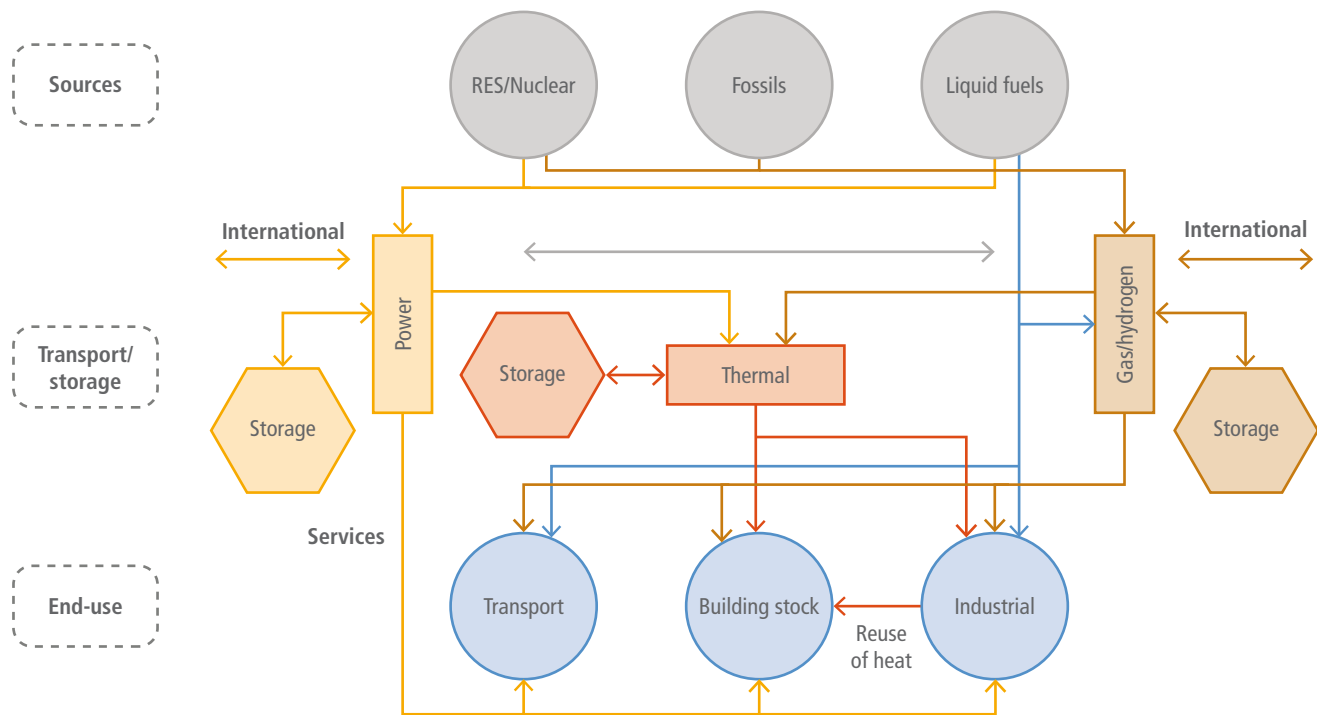 Sources
RES/Nuclear
Fossils
Liquid fuels
International
International
Power
Gas/hydrogen
Transport/
storage
Storage
Thermal
Storage
Storage
Services
End-use
Transport
Building stock
Industrial
Reuse
of heat